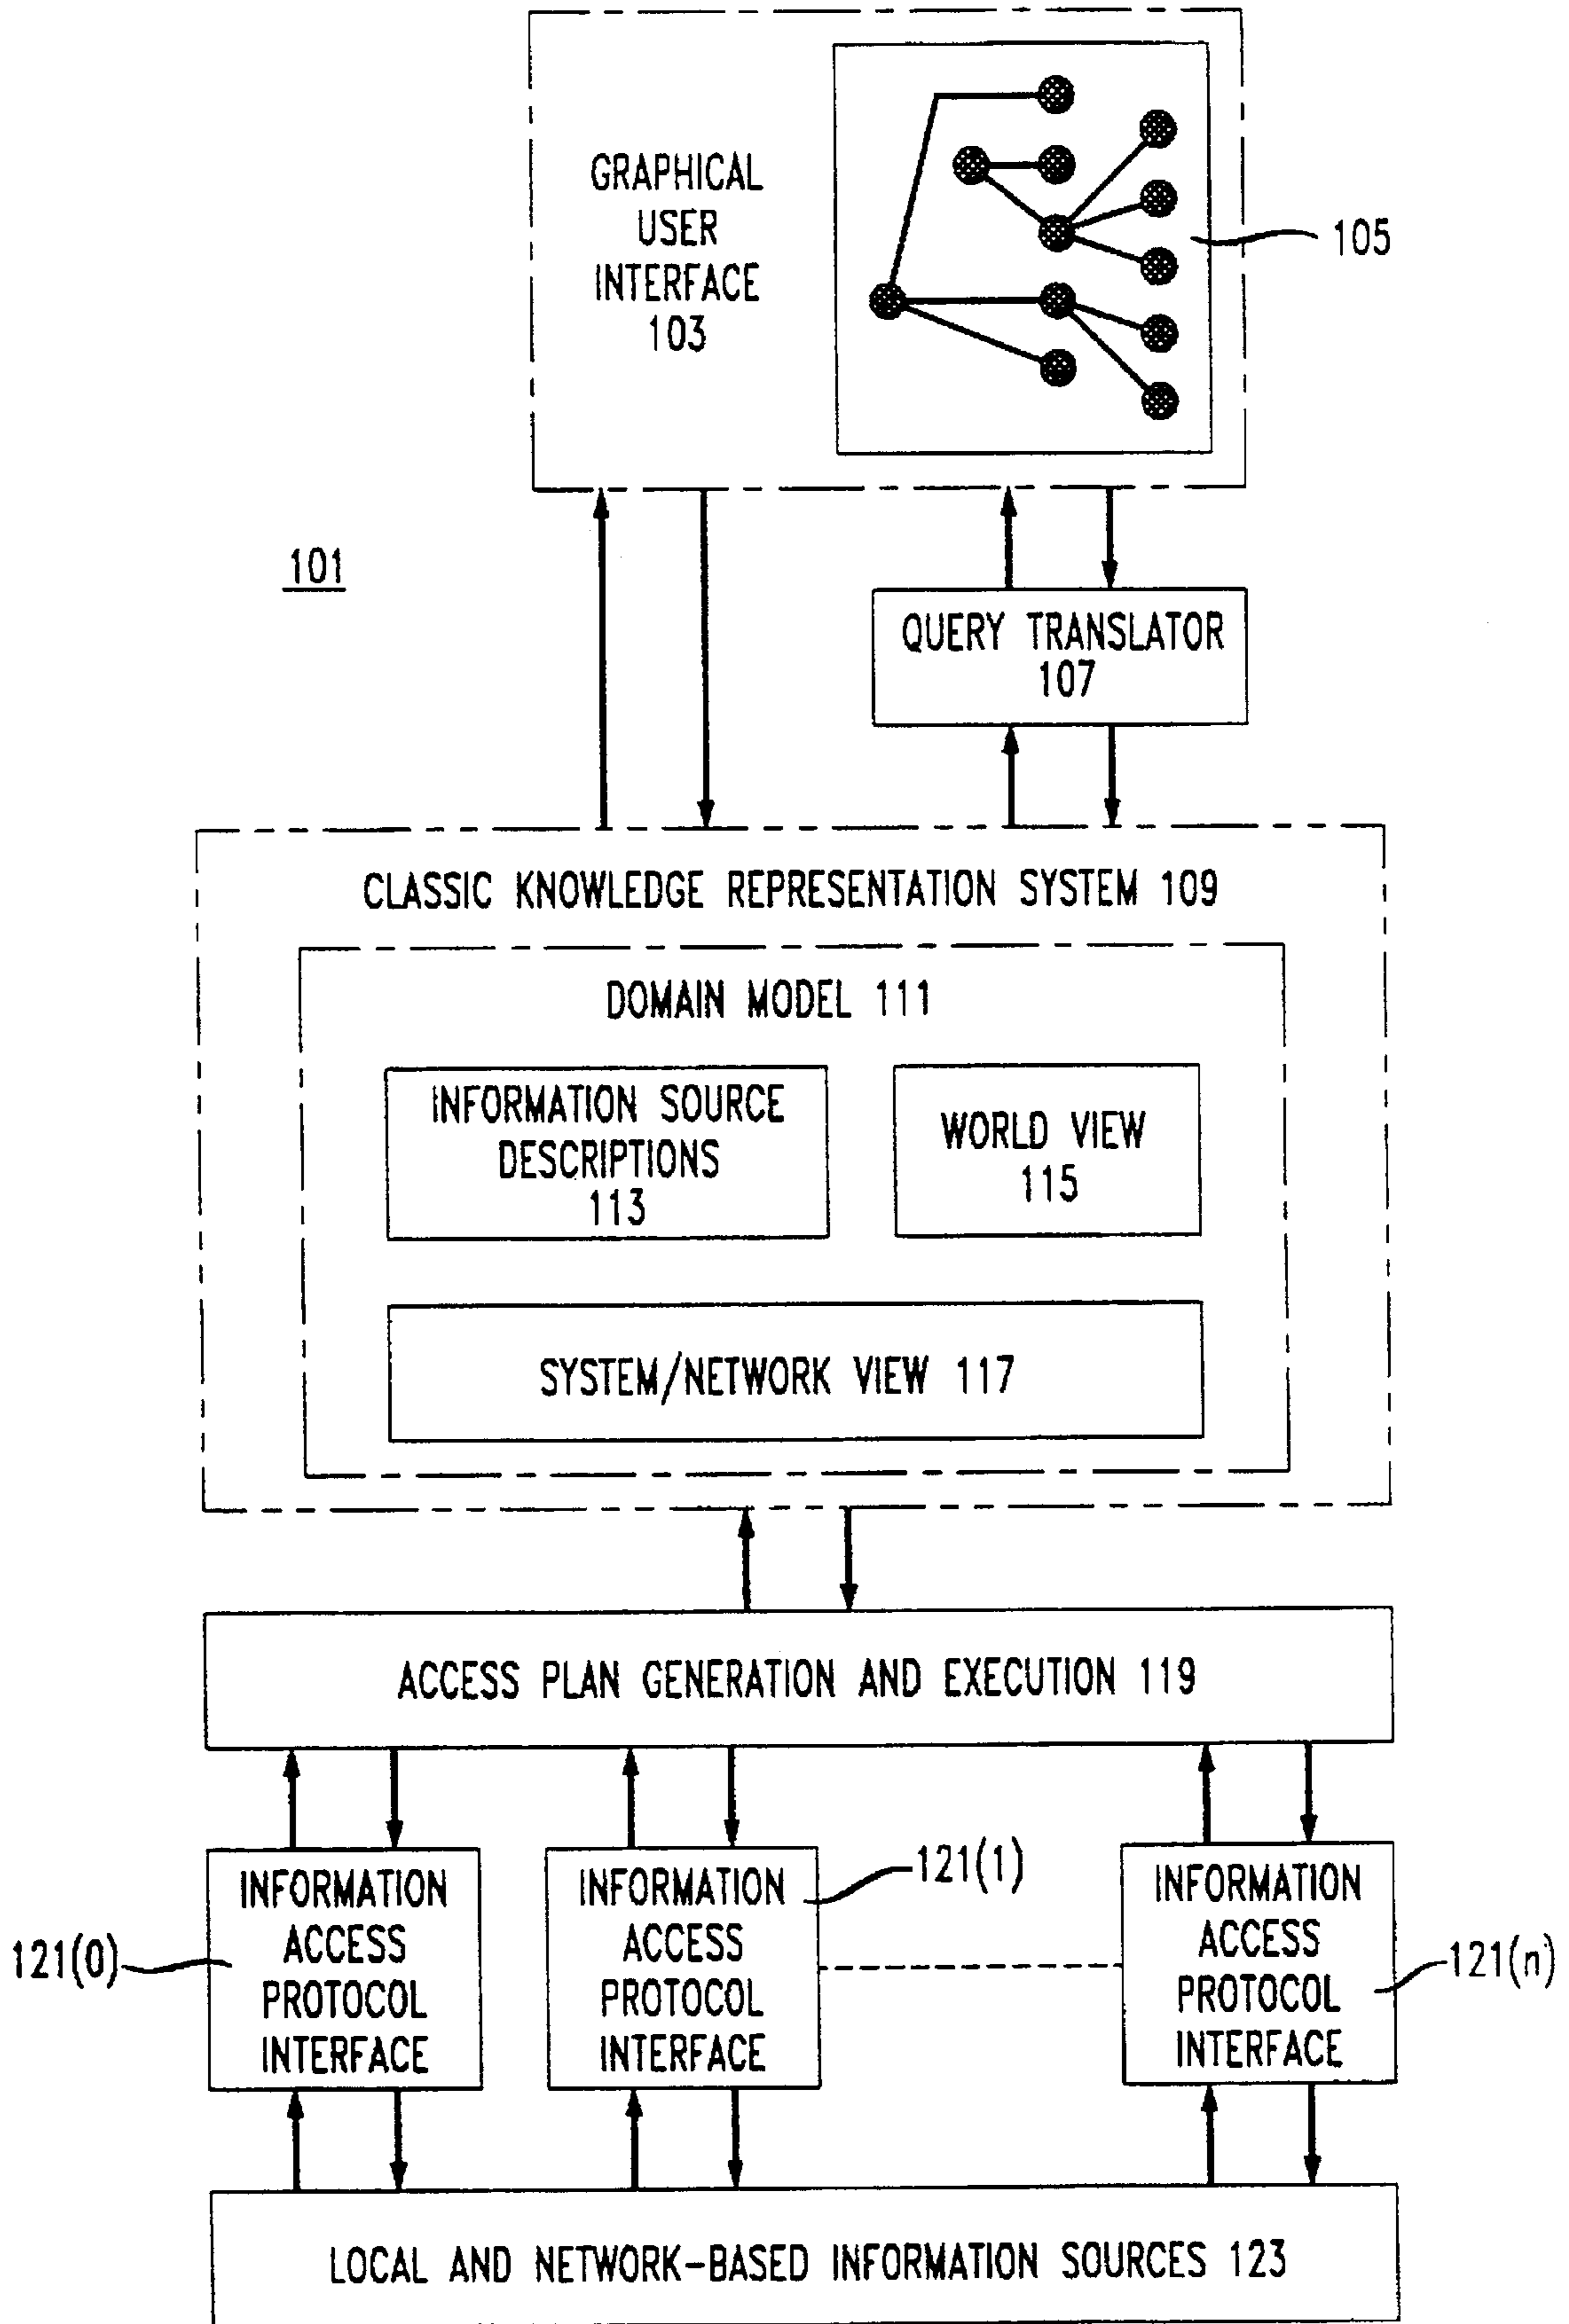 GRAPHICAL
USER
INTERFACE
103
105
101
QUERY TRANSLATOR
107
CLASSIC KNOWLEDGE REPRESENTATION SYSTEM 109
DOMAIN MODEL 111
INFORMATION SOURCE
DESCRIPTIONS
113
WORLD VIEW
115
SYSTEM/NETWORK VIEW 117
ACCESS PLAN GENERATION AND EXECUTION 119
121(0)
INFORMATION
ACCESS
PROTOCOL
INTERFACE
121(1)
INFORMATION
ACCESS
PROTOCOL
INTERFACE
121(n)
INFORMATION
ACCESS
PROTOCOL
INTERFACE
LOCAL AND NETWORK-BASED INFORMATION SOURCES 123